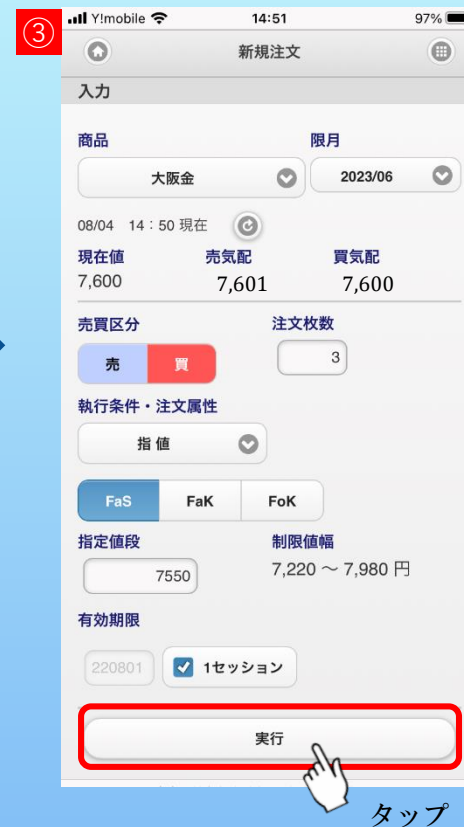 ③
Y!mobile 14:51 97%
新規注文
入力
商品 限月
大阪金 2023/06
08/04 14：50 現在
現在値 売気配 買気配
7,600 7,601 7,600
売買区分 注文枚数
売 買 3
執行条件・注文属性
指値
FaS FaK FoK
指定値段 制限値幅
7550 7,220 ～ 7,980 円
有効期限
220801 1セッション
実行
タップ